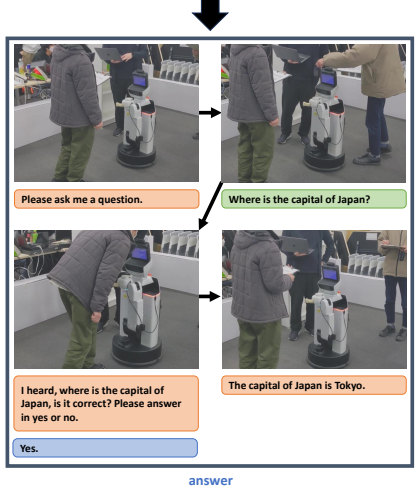 Please ask me a question.
Where is the capital of Japan?
I heard, where is the capital of
Japan, is it correct? Please answer
in yes or no.
Yes.
The capital of Japan is Tokyo.
answer